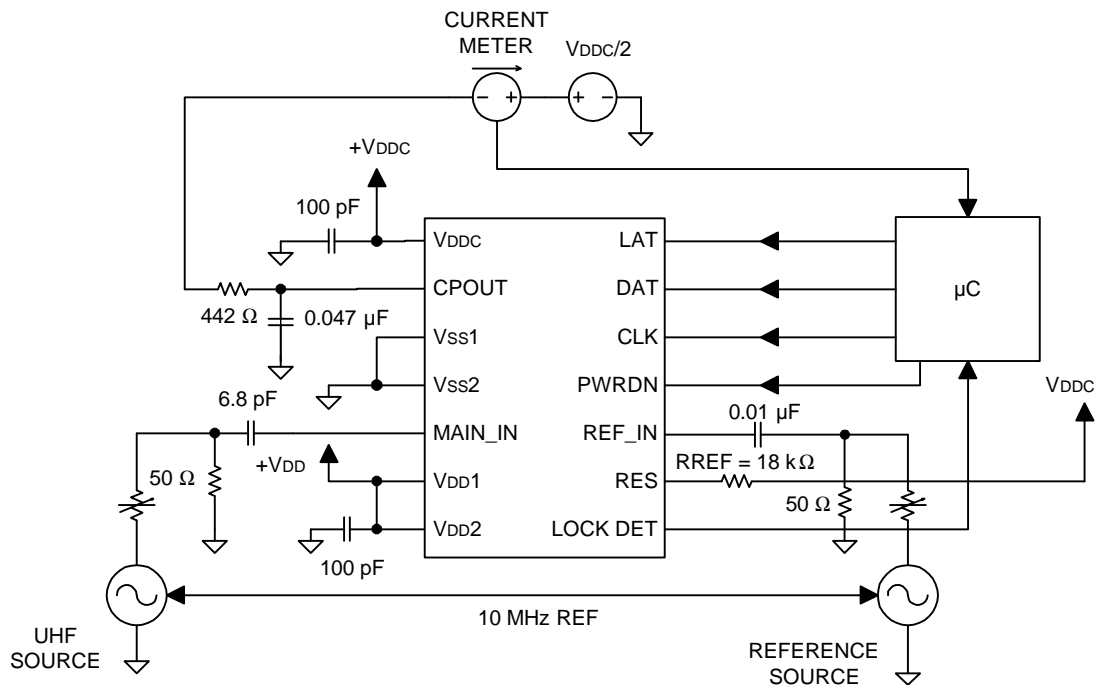 CURRENT
METER
VDDC/2
- +
+ -
+VDDC
100 pF
VDDC
LAT
CPOUT
DAT
µC
442 Ω
0.047 µF
VSS1
CLK
VSS2
PWRDN
VDDC
6.8 pF
0.01 µF
MAIN_IN
REF_IN
+VDD
RREF = 18 kΩ
50 Ω
VDD1
RES
50 Ω
VDD2
LOCK DET
100 pF
10 MHz REF
UHF
SOURCE
REFERENCE
SOURCE